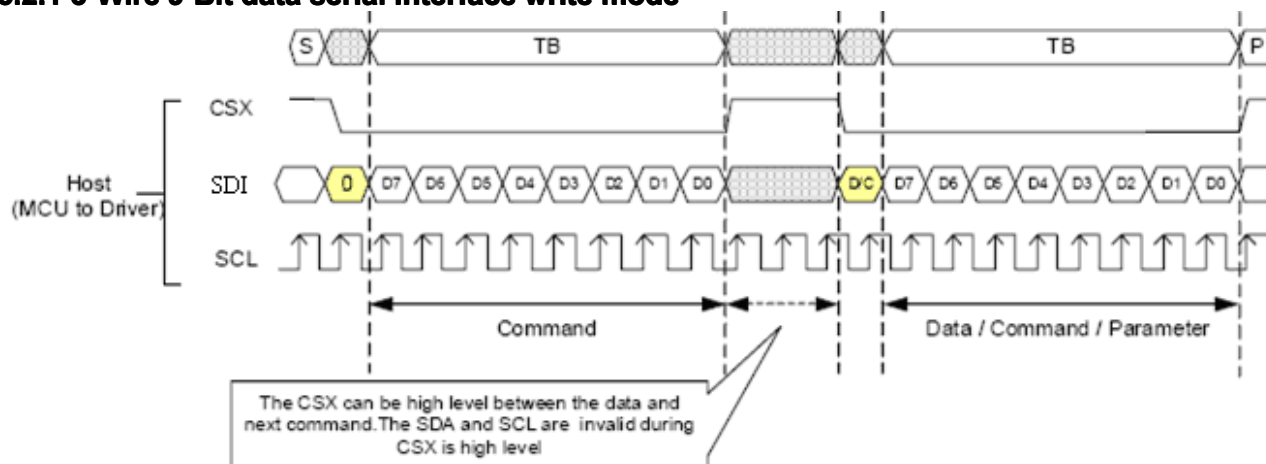 S TB TB P
CSX
Host
(MCU to Driver)
SDI 0 D7 D6 D5 D4 D3 D2 D1 D0 D/C D7 D6 D5 D4 D3 D2 D1 D0
SCL
Command Data / Command / Parameter
The CSX can be high level between the data and
next command.The SDA and SCL are invalid during
CSX is high level